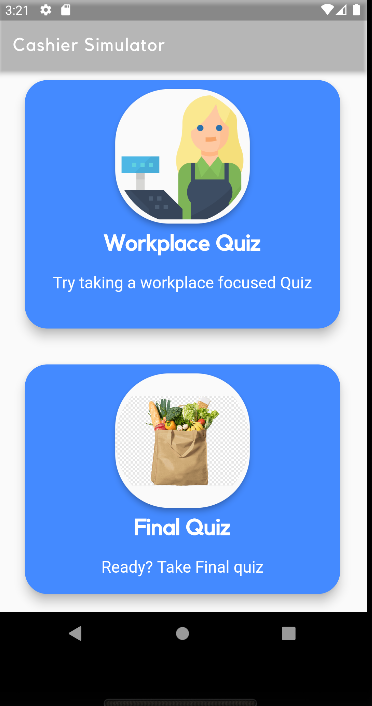 3:21
Cashier Simulator
Workplace Quiz
Try taking a workplace focused Quiz
Final Quiz
Ready? Take Final quiz